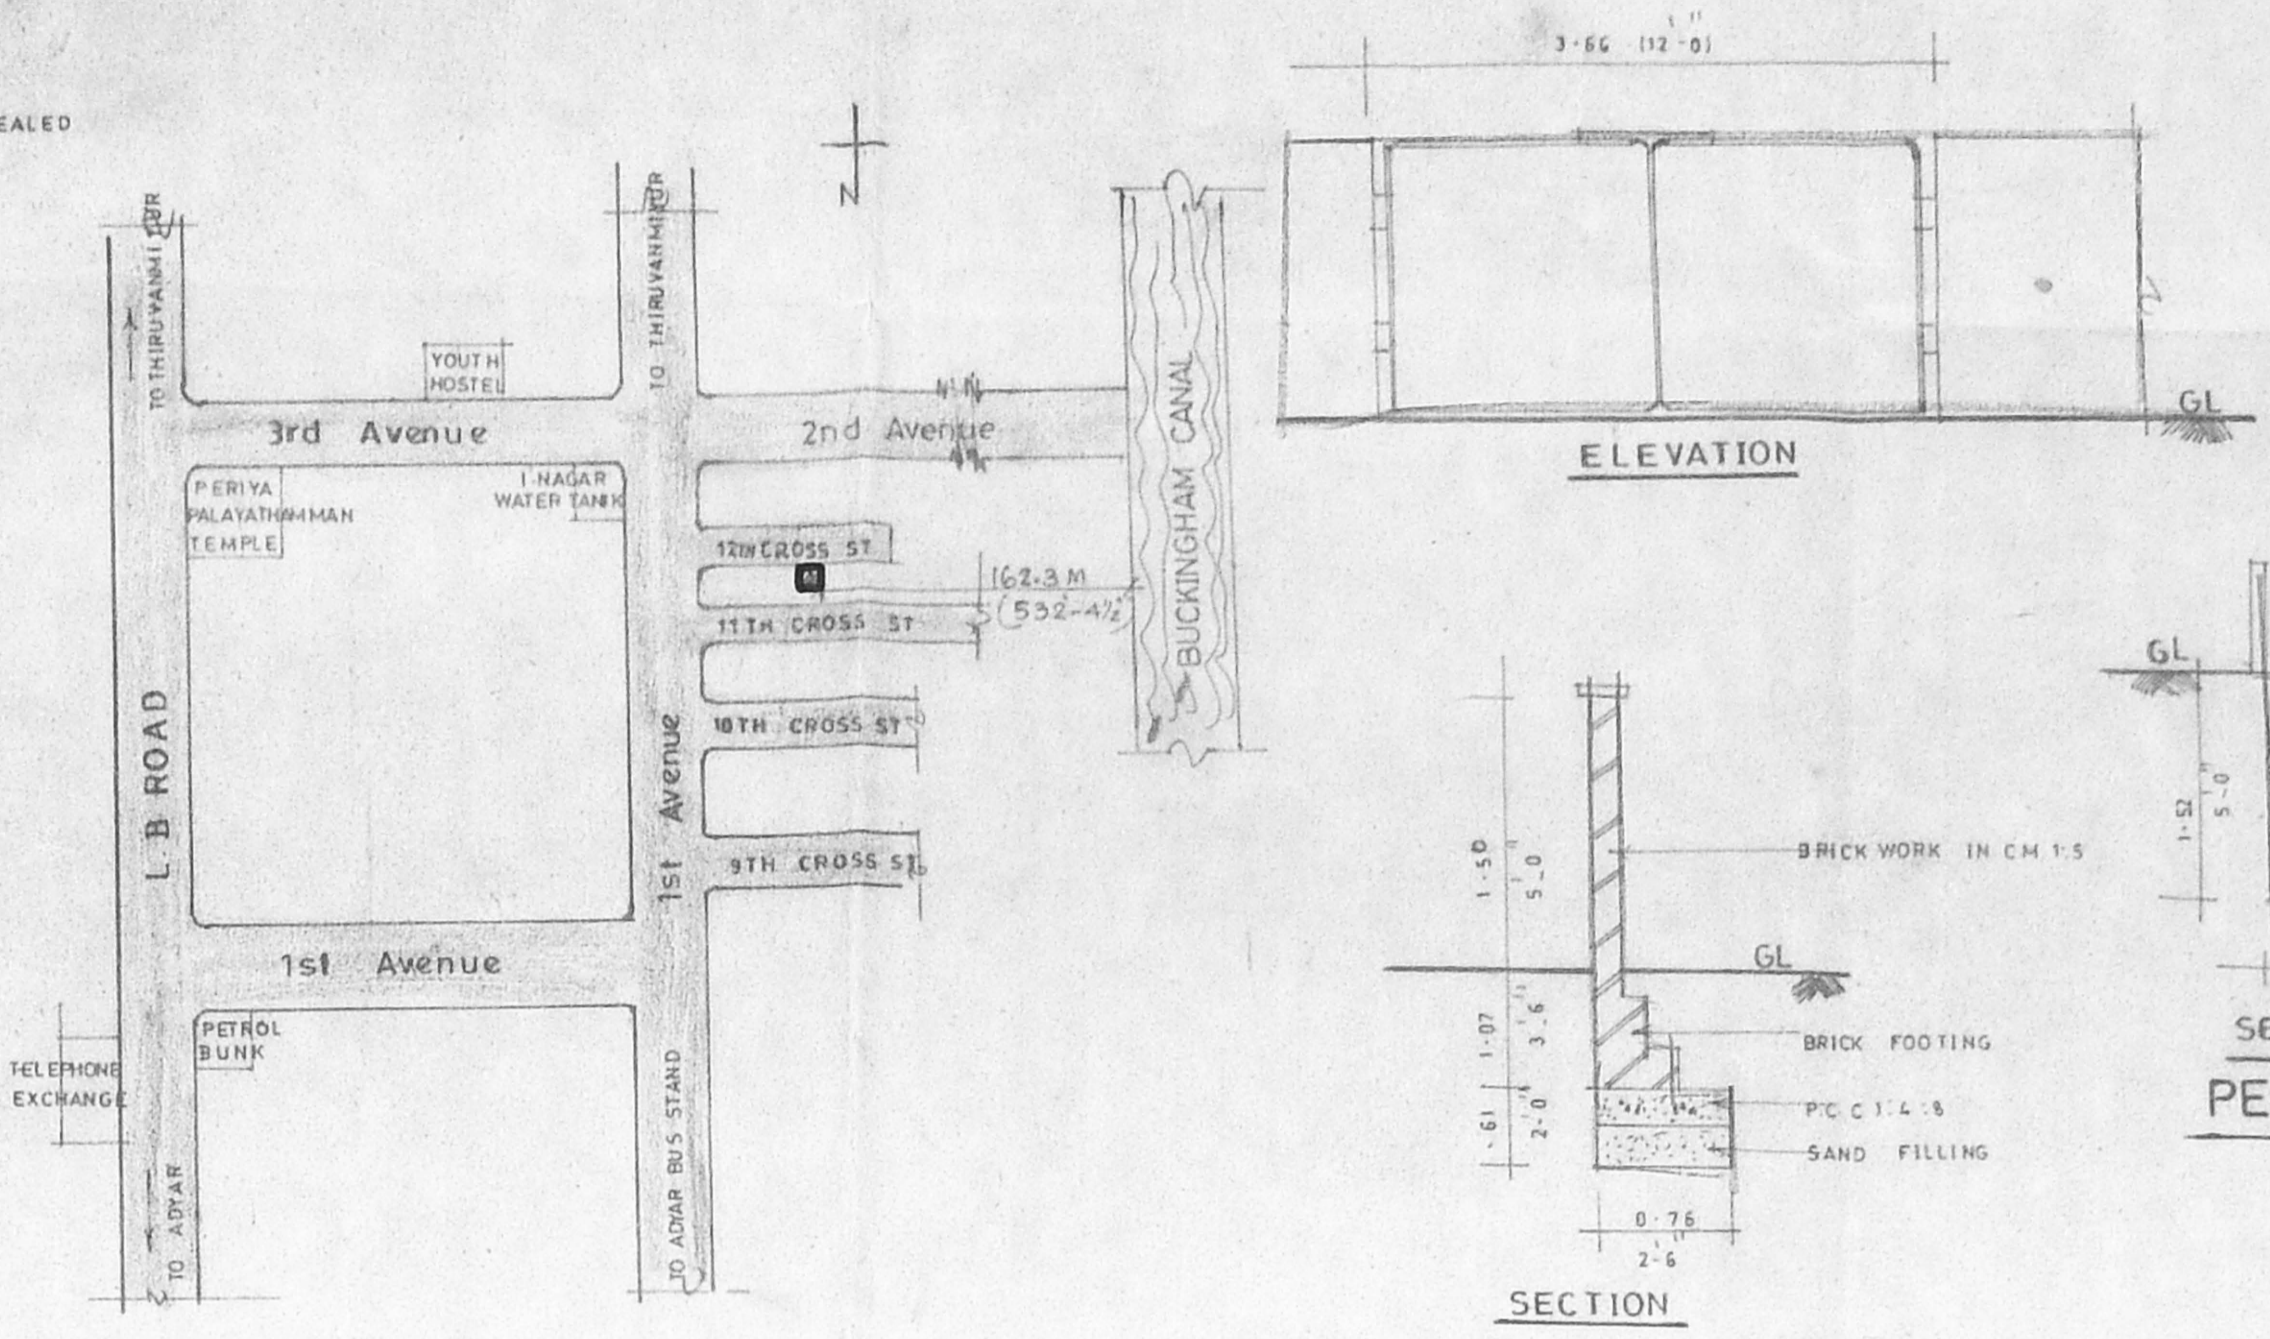 EALED
N
TO THIRUVANMIYUR
TO THIRUVANMIYUR
YOUTH
HOSTEL
3rd Avenue
2nd Avenue
PERIYA
PALAYATHAMMAN
TEMPLE
I-NAGAR
WATER TANK
12TH CROSS ST
162.3 M
(532'-4½")
11TH CROSS ST
BUCKINGHAM CANAL
10TH CROSS ST
9TH CROSS ST
L. B ROAD
1st Avenue
1st Avenue
PETROL
BUNK
TELEPHONE
EXCHANGE
TO ADYAR
TO ADYAR BUS STAND
3.66 (12'-0")
GL
ELEVATION
1.50
5'-0"
BRICK WORK IN CM 1:5
GL
1.07
3'-6"
BRICK FOOTING
.61
2'-0"
P.C C 1:4:8
SAND FILLING
0.76
2'-6"
SECTION
GL
1.52
5'-0"
SE
PE